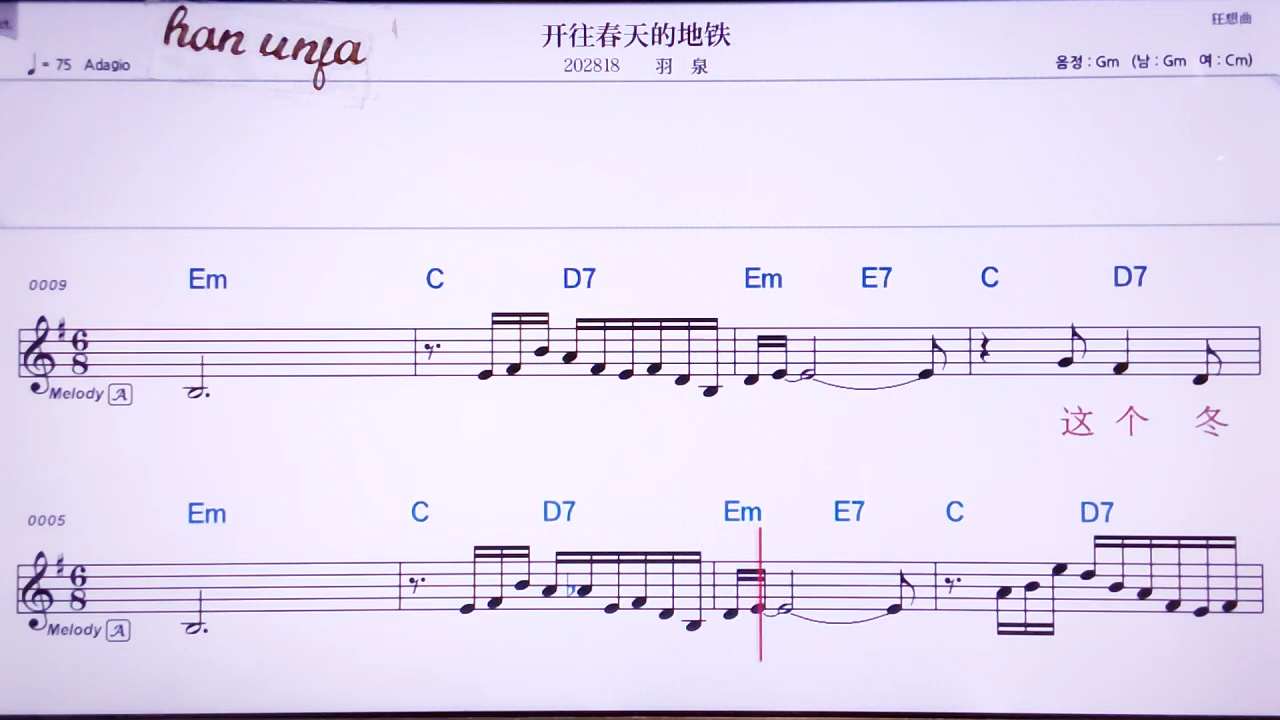 han unfa
开往春天的地铁
狂想曲
♩ = 75 Adagio
202818 羽 泉
음정 : Gm (남 : Gm 여 : Cm)
Em C D7 Em E7 C D7
0009
6 8
Melody A
这 个 冬
Em C D7 Em E7 C D7
0005
6 8
Melody A